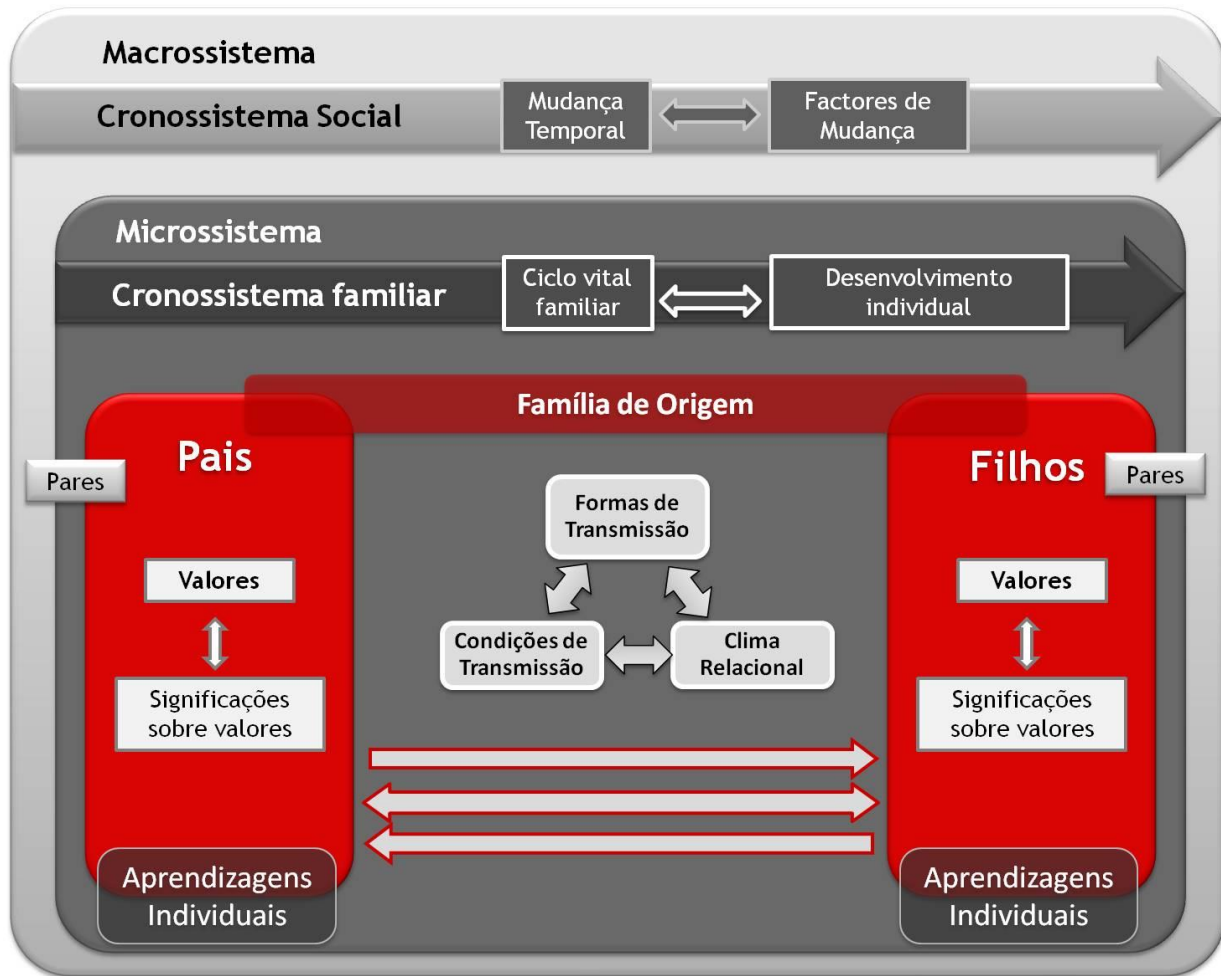 Macrossistema
Cronossistema Social
Mudança
Temporal
Factores de
Mudança
Microssistema
Cronossistema familiar
Ciclo vital
familiar
Desenvolvimento
individual
Família de Origem
Pais
Filhos
Pares
Pares
Formas de
Transmissão
Valores
Valores
Condições de
Transmissão
Clima
Relacional
Significações
sobre valores
Significações
sobre valores
Aprendizagens
Individuais
Aprendizagens
Individuais